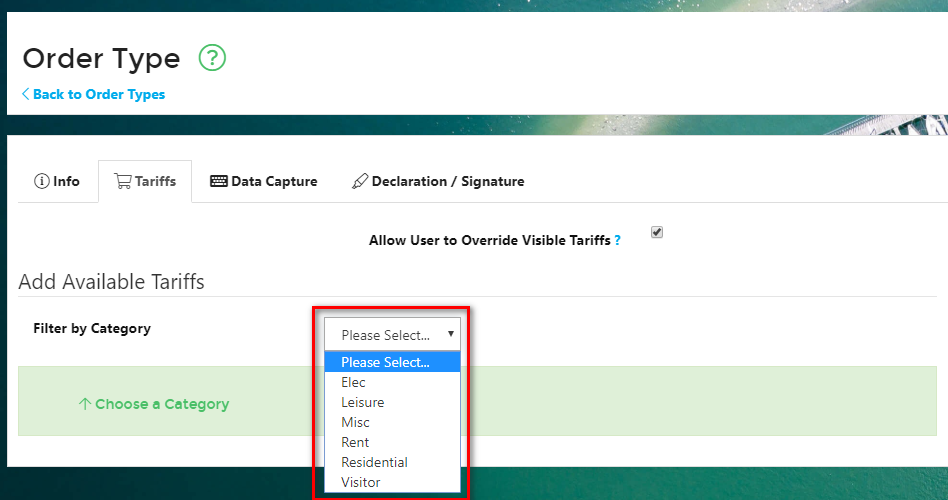 Order Type ?
Back to Order Types
Info Tariffs Data Capture Declaration / Signature
Allow User to Override Visible Tariffs ?
Add Available Tariffs
Filter by Category Please Select...
Please Select...
Elec
Choose a Category
Leisure
Misc
Rent
Residential
Visitor